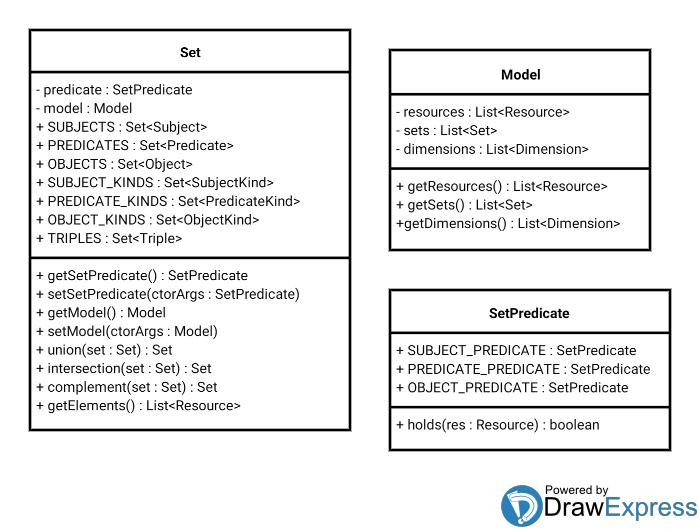 Set
- predicate : SetPredicate
- model : Model
+ SUBJECTS : Set<Subject>
+ PREDICATES : Set<Predicate>
+ OBJECTS : Set<Object>
+ SUBJECT_KINDS : Set<SubjectKind>
+ PREDICATE_KINDS : Set<PredicateKind>
+ OBJECT_KINDS : Set<ObjectKind>
+ TRIPLES : Set<Triple>
+ getSetPredicate() : SetPredicate
+ setSetPredicate(ctorArgs : SetPredicate)
+ getModel() : Model
+ setModel(ctorArgs : Model)
+ union(set : Set) : Set
+ intersection(set : Set) : Set
+ complement(set : Set) : Set
+ getElements() : List<Resource>
Model
- resources : List<Resource>
- sets : List<Set>
- dimensions : List<Dimension>
+ getResources() : List<Resource>
+ getSets() : List<Set>
+getDimensions() : List<Dimension>
SetPredicate
+ SUBJECT_PREDICATE : SetPredicate
+ PREDICATE_PREDICATE : SetPredicate
+ OBJECT_PREDICATE : SetPredicate
+ holds(res : Resource) : boolean
Powered by
DrawExpress